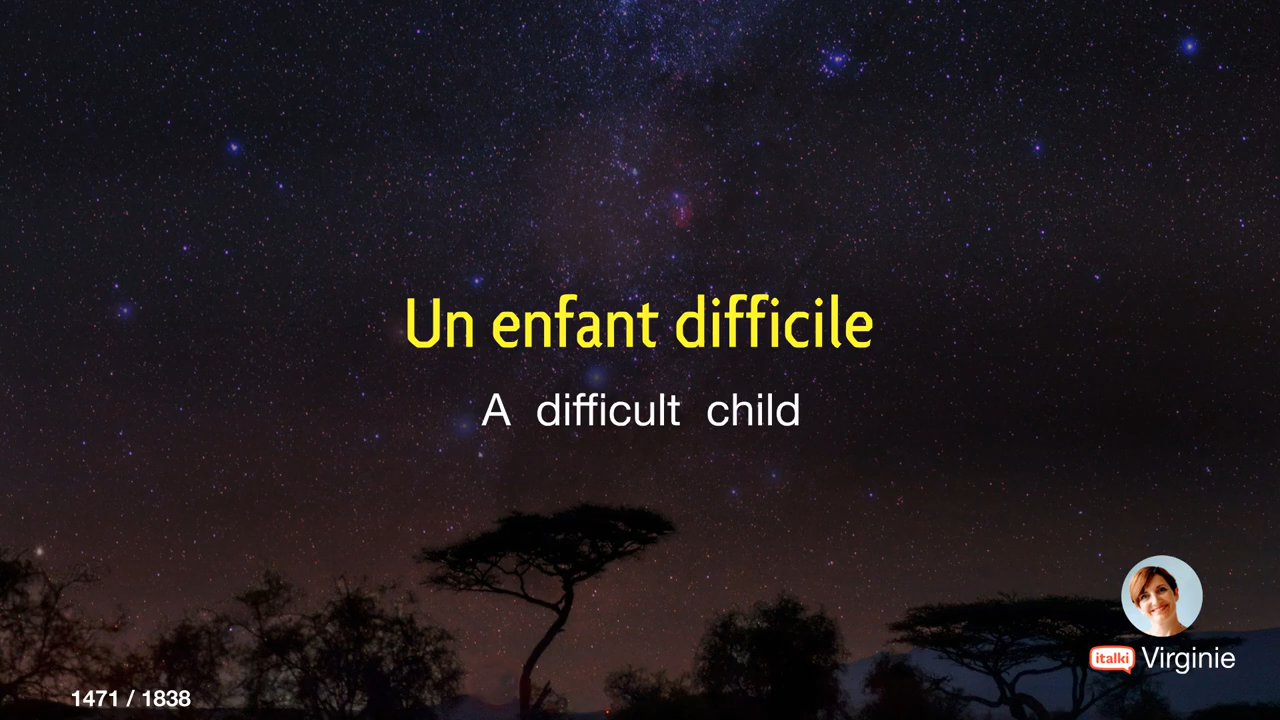 Un enfant difficile
A difficult child
italki Virginie
1471 / 1838